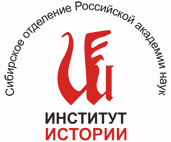 Сибирское отделение Российской академии наук
ИНСТИТУТ
ИСТОРИИ